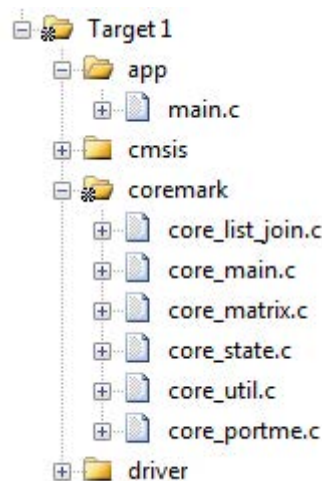 Target 1
app
main.c
cmsis
coremark
core_list_join.c
core_main.c
core_matrix.c
core_state.c
core_util.c
core_portme.c
driver